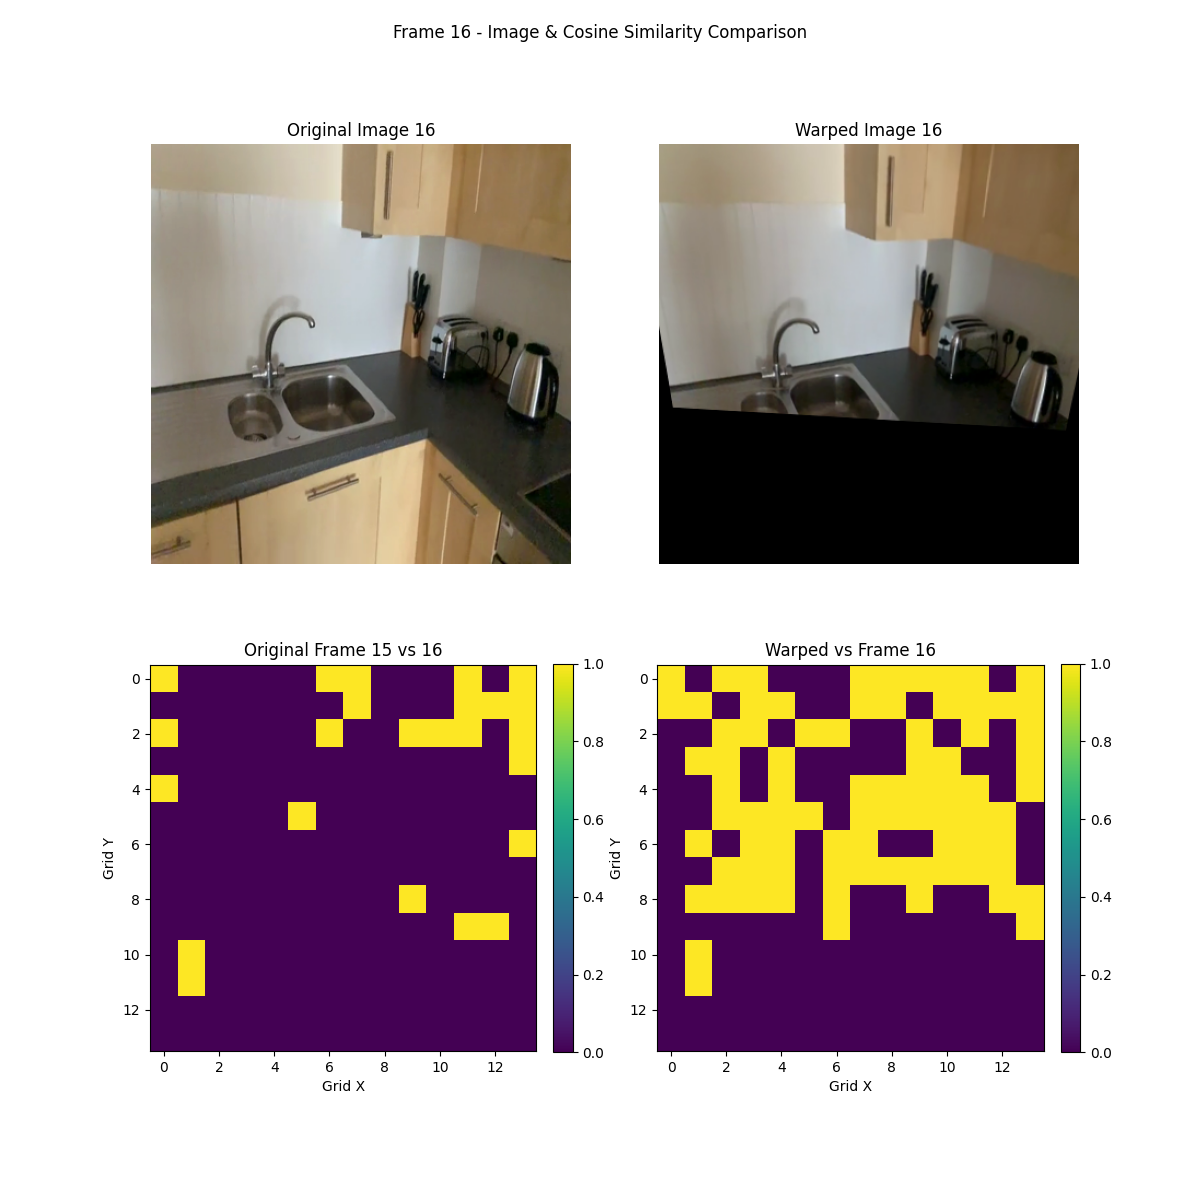 Frame 16 - Image & Cosine Similarity Comparison
Original Image 16
Warped Image 16
Original Frame 15 vs 16
Warped vs Frame 16
Grid Y
0
2
4
6
8
10
12
0 2 4 6 8 10 12
Grid X
1.0
0.8
0.6
0.4
0.2
0.0
Grid Y
0
2
4
6
8
10
12
0 2 4 6 8 10 12
Grid X
1.0
0.8
0.6
0.4
0.2
0.0